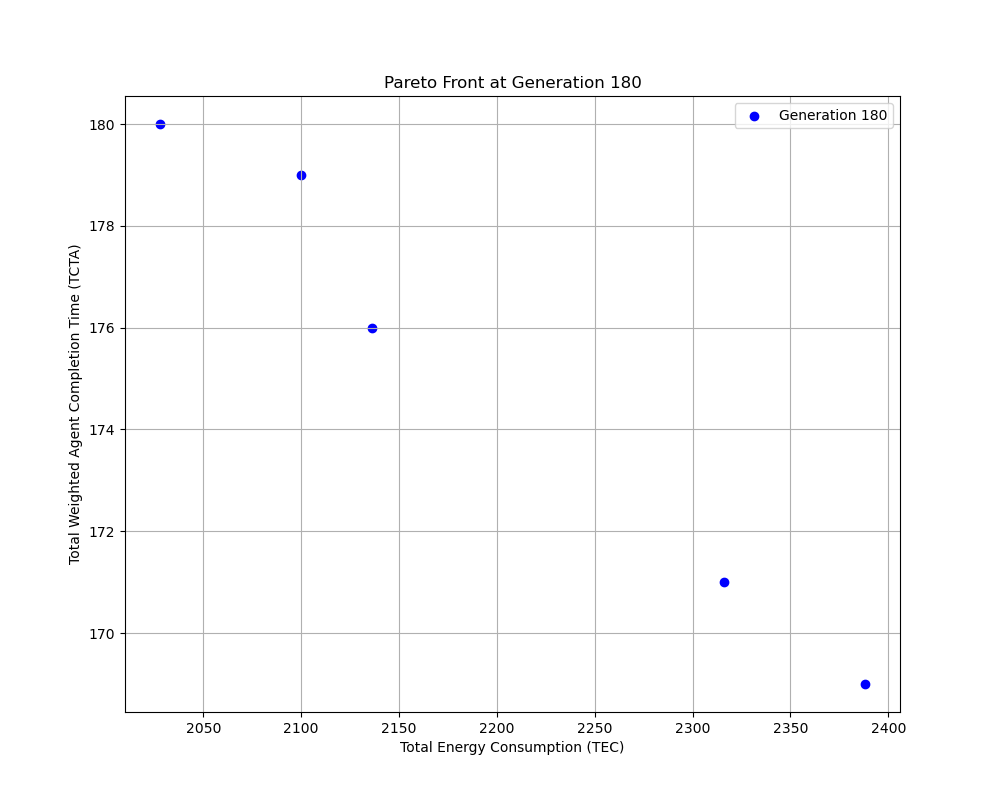 Pareto Front at Generation 180
Generation 180
Total Weighted Agent Completion Time (TCTA)
180
178
176
174
172
170
2050 2100 2150 2200 2250 2300 2350 2400
Total Energy Consumption (TEC)